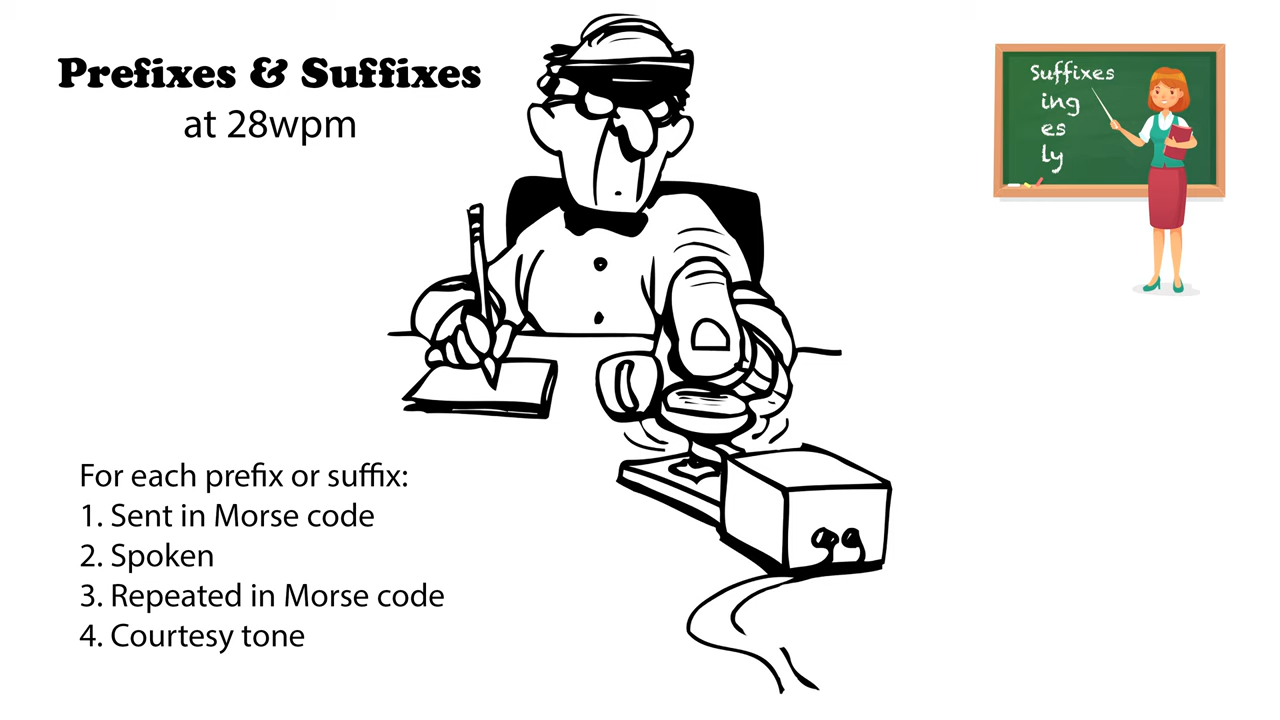 Prefixes & Suffixes
at 28wpm
Suffixes
ing
es
ly
For each prefix or suffix:
1. Sent in Morse code
2. Spoken
3. Repeated in Morse code
4. Courtesy tone